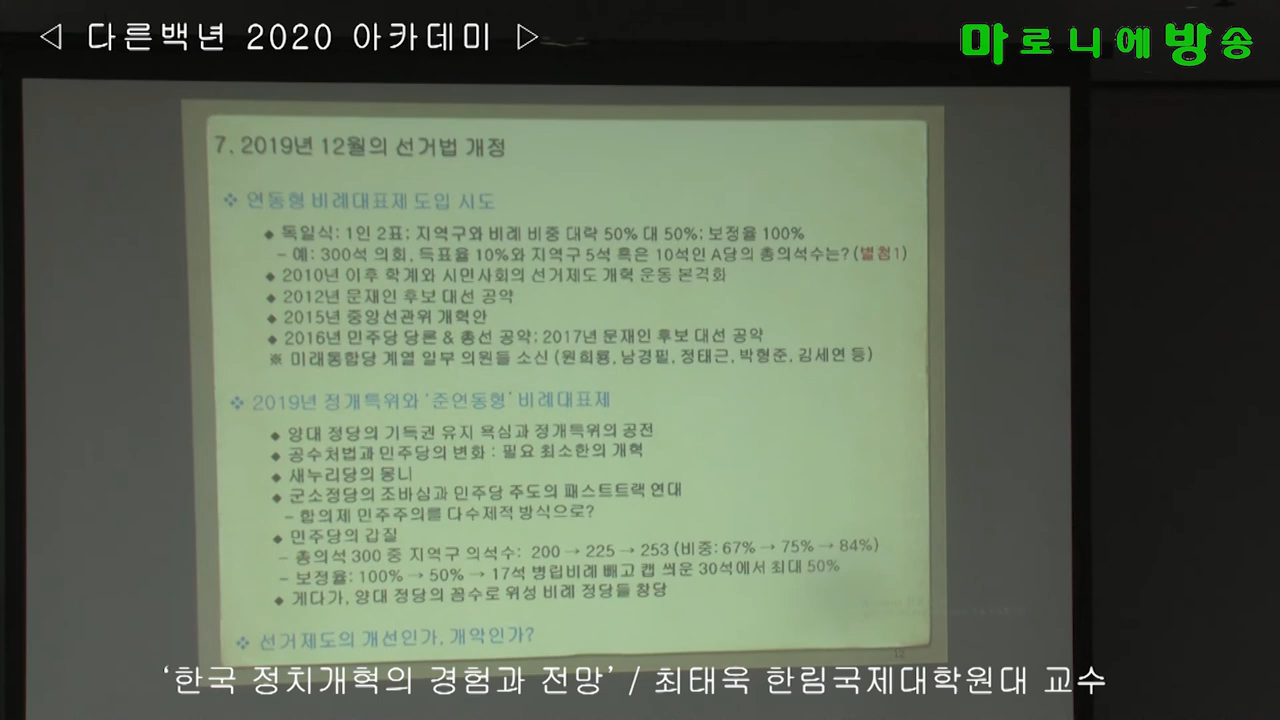 ◁ 다른백년 2020 아카데미 ▷
마로니에방송
7. 2019년 12월의 선거법 개정
❖ 연동형 비례대표제 도입 시도
◆ 독일식: 1인 2표; 지역구와 비례 비중 대략 50% 대 50%; 보정율 100%
– 예: 300석 의회, 득표율 10%와 지역구 5석 혹은 10석인 A당의 총의석수는? (별첨1)
◆ 2010년 이후 학계와 시민사회의 선거제도 개혁 운동 본격화
◆ 2012년 문재인 후보 대선 공약
◆ 2015년 중앙선관위 개혁안
◆ 2016년 민주당 당론 & 총선 공약; 2017년 문재인 후보 대선 공약
※ 미래통합당 계열 일부 의원들 소신 (원희룡, 남경필, 정태근, 박형준, 김세연 등)
❖ 2019년 정개특위와 ‘준연동형’ 비례대표제
◆ 양대 정당의 기득권 유지 욕심과 정개특위의 공전
◆ 공수처법과 민주당의 변화 : 필요 최소한의 개혁
◆ 새누리당의 몽니
◆ 군소정당의 조바심과 민주당 주도의 패스트트랙 연대
– 합의제 민주주의를 다수제적 방식으로?
◆ 민주당의 갑질
– 총의석 300 중 지역구 의석수: 200 → 225 → 253 (비중: 67% → 75% → 84%)
– 보정율: 100% → 50% → 17석 병립비례 빼고 캡 씌운 30석에서 최대 50%
◆ 게다가, 양대 정당의 꼼수로 위성 비례 정당들 창당
❖ 선거제도의 개선인가, 개악인가?
12
‘한국 정치개혁의 경험과 전망’ / 최태욱 한림국제대학원대 교수